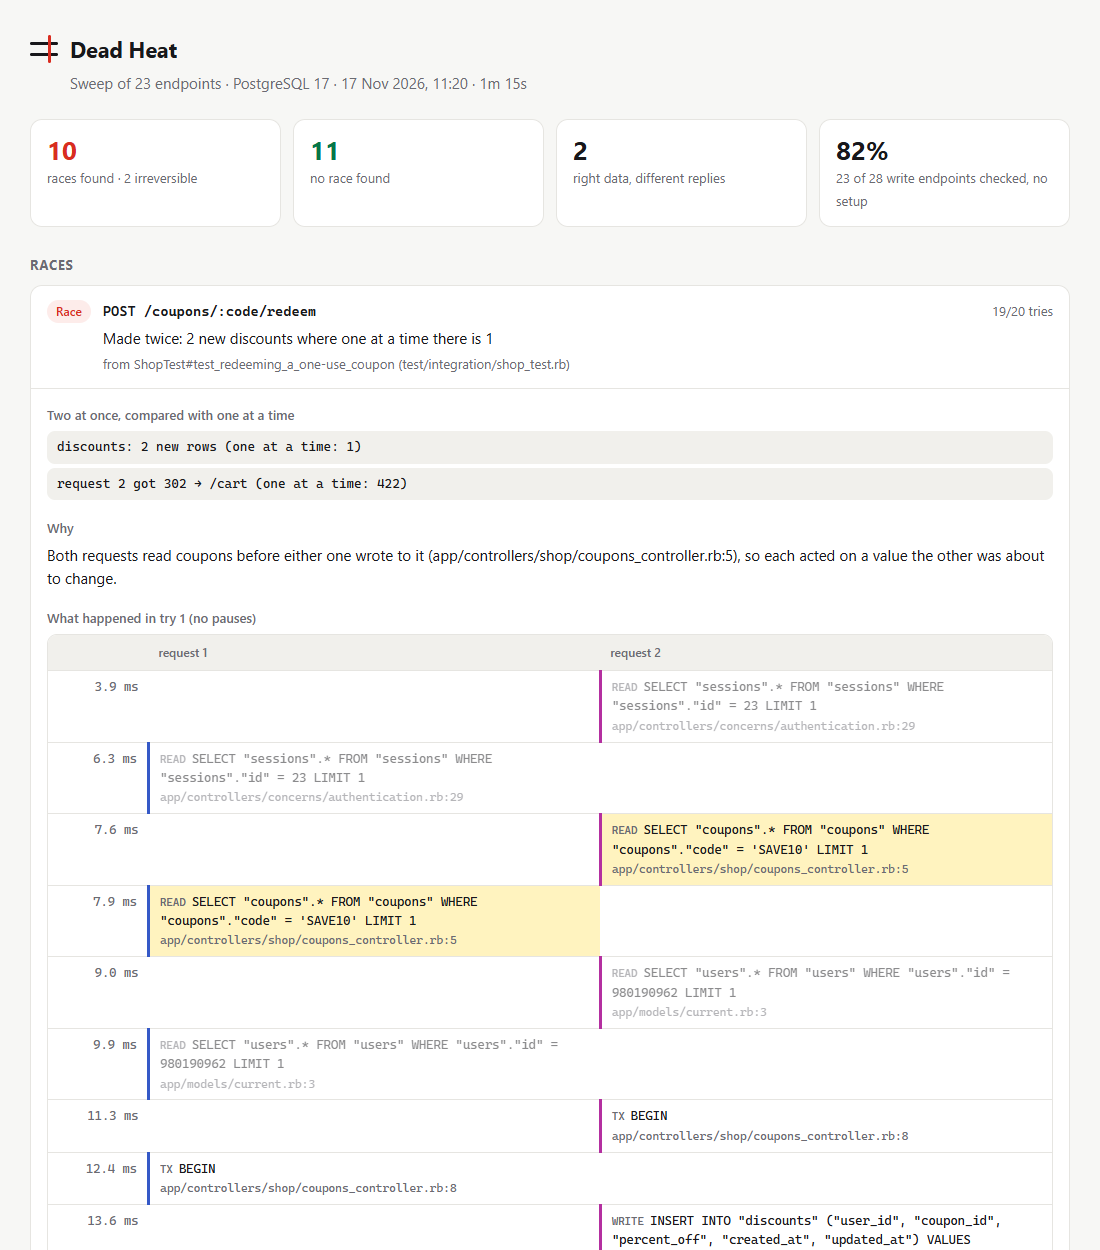 Dead Heat
Sweep of 23 endpoints · PostgreSQL 17 · 17 Nov 2026, 11:20 · 1m 15s
10
races found · 2 irreversible
11
no race found
2
right data, different replies
82%
23 of 28 write endpoints checked, no
setup
RACES
Race POST /coupons/:code/redeem 19/20 tries
Made twice: 2 new discounts where one at a time there is 1
from ShopTest#test_redeeming_a_one-use_coupon (test/integration/shop_test.rb)
Two at once, compared with one at a time
discounts: 2 new rows (one at a time: 1)
request 2 got 302 → /cart (one at a time: 422)
Why
Both requests read coupons before either one wrote to it (app/controllers/shop/coupons_controller.rb:5), so each acted on a value the other was about
to change.
What happened in try 1 (no pauses)
request 1 request 2
3.9 ms READ SELECT "sessions".* FROM "sessions" WHERE
"sessions"."id" = 23 LIMIT 1
app/controllers/concerns/authentication.rb:29
6.3 ms READ SELECT "sessions".* FROM "sessions" WHERE
"sessions"."id" = 23 LIMIT 1
app/controllers/concerns/authentication.rb:29
7.6 ms READ SELECT "coupons".* FROM "coupons" WHERE
"coupons"."code" = 'SAVE10' LIMIT 1
app/controllers/shop/coupons_controller.rb:5
7.9 ms READ SELECT "coupons".* FROM "coupons" WHERE
"coupons"."code" = 'SAVE10' LIMIT 1
app/controllers/shop/coupons_controller.rb:5
9.0 ms READ SELECT "users".* FROM "users" WHERE "users"."id" =
980190962 LIMIT 1
app/models/current.rb:3
9.9 ms READ SELECT "users".* FROM "users" WHERE "users"."id" =
980190962 LIMIT 1
app/models/current.rb:3
11.3 ms TX BEGIN
app/controllers/shop/coupons_controller.rb:8
12.4 ms TX BEGIN
app/controllers/shop/coupons_controller.rb:8
13.6 ms WRITE INSERT INTO "discounts" ("user_id", "coupon_id",
"percent_off", "created_at", "updated_at") VALUES